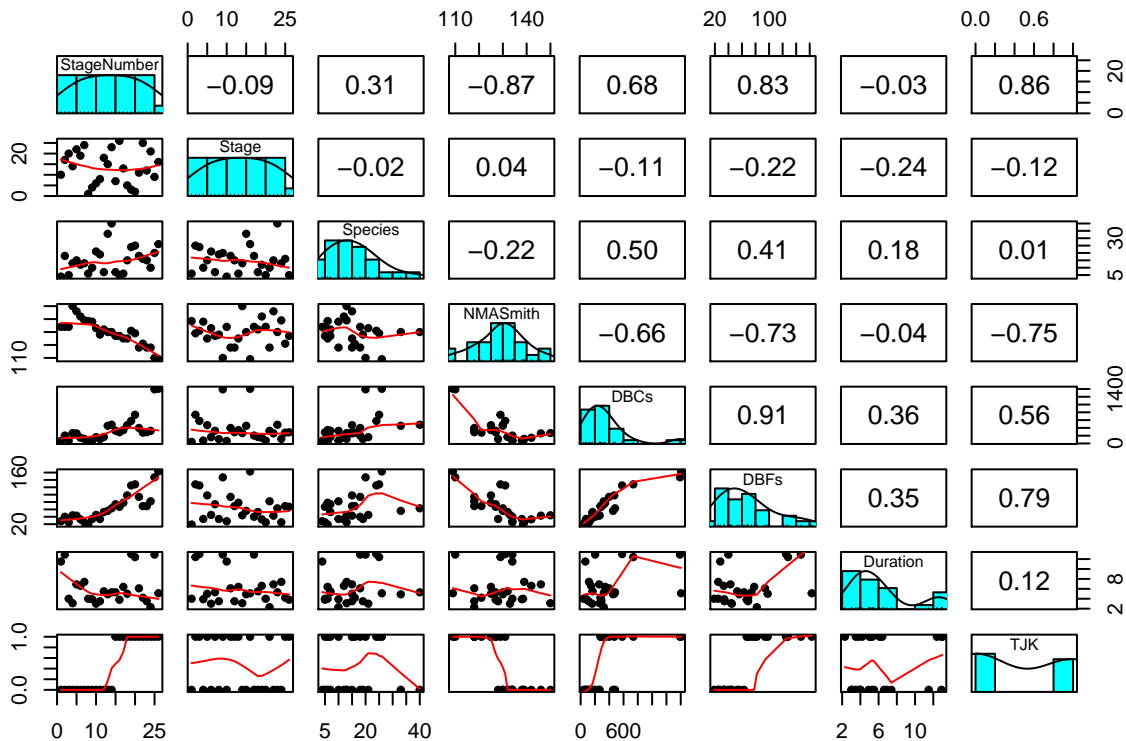 0 10 25 110 140 20 100 0.0 0.6
StageNumber −0.09 0.31 −0.87 0.68 0.83 −0.03 0.86 0 20
0 20 Stage −0.02 0.04 −0.11 −0.22 −0.24 −0.12
Species −0.22 0.50 0.41 0.18 0.01 5 30
110 NMASmith −0.66 −0.73 −0.04 −0.75
DBCs 0.91 0.36 0.56 0 1400
20 160 DBFs 0.35 0.79
Duration 0.12 2 8
0.0 1.0 TJK
0 10 25 5 20 40 0 600 2 6 10